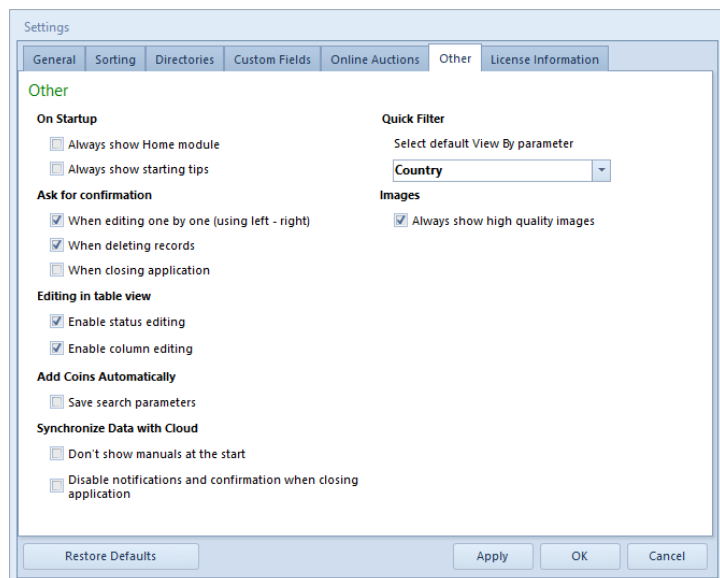 Settings
General
Sorting
Directories
Custom Fields
Online Auctions
Other
License Information
Other
On Startup
Always show Home module
Always show starting tips
Ask for confirmation
When editing one by one (using left - right)
When deleting records
When closing application
Editing in table view
Enable status editing
Enable column editing
Add Coins Automatically
Save search parameters
Synchronize Data with Cloud
Don't show manuals at the start
Disable notifications and confirmation when closing
application
Quick Filter
Select default View By parameter
Country
Images
Always show high quality images
Restore Defaults
Apply
OK
Cancel